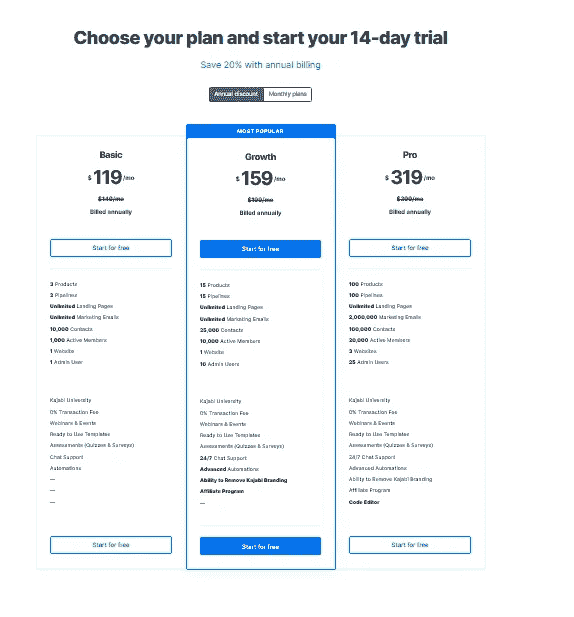 Choose your plan and start your 14-day trial
Save 20% with annual billing
Annual discount Monthly plans
MOST POPULAR
Basic
$119/mo
$149/mo
Billed annually
Start for free
3 Products
3 Pipelines
Unlimited Landing Pages
Unlimited Marketing Emails
10,000 Contacts
1,000 Active Members
1 Website
1 Admin User
Kajabi University
0% Transaction Fee
Webinars & Events
Ready to Use Templates
Assessments (Quizzes & Surveys)
Chat Support
Automations
—
—
—
Start for free
Growth
$159/mo
$199/mo
Billed annually
Start for free
15 Products
15 Pipelines
Unlimited Landing Pages
Unlimited Marketing Emails
25,000 Contacts
10,000 Active Members
1 Website
10 Admin Users
Kajabi University
0% Transaction Fee
Webinars & Events
Ready to Use Templates
Assessments (Quizzes & Surveys)
24/7 Chat Support
Advanced Automations
Ability to Remove Kajabi Branding
Affiliate Program
—
Start for free
Pro
$319/mo
$399/mo
Billed annually
Start for free
100 Products
100 Pipelines
Unlimited Landing Pages
2,000,000 Marketing Emails
100,000 Contacts
20,000 Active Members
3 Websites
25 Admin Users
Kajabi University
0% Transaction Fee
Webinars & Events
Ready to Use Templates
Assessments (Quizzes & Surveys)
24/7 Chat Support
Advanced Automations
Ability to Remove Kajabi Branding
Affiliate Program
Code Editor
Start for free